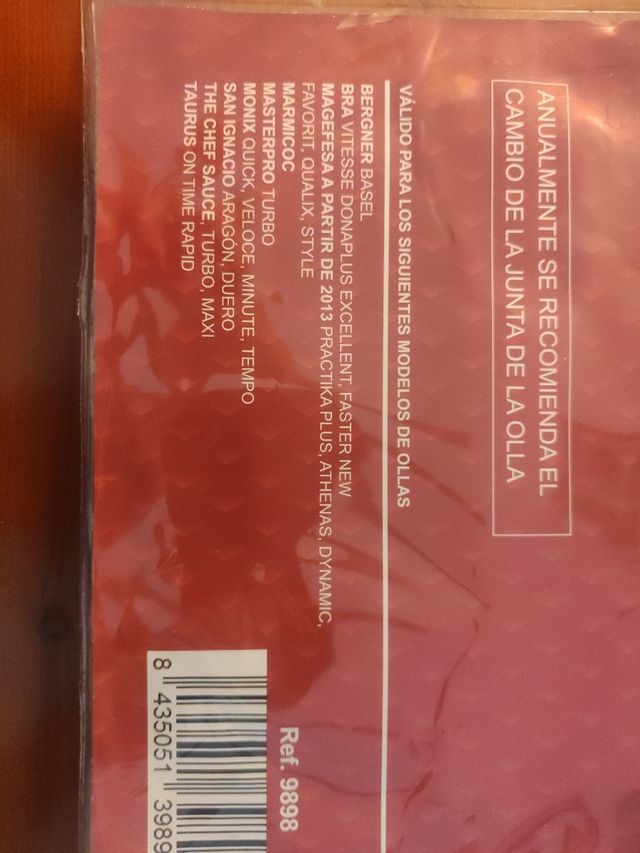 ANUALMENTE SE RECOMIENDA EL
CAMBIO DE LA JUNTA DE LA OLLA
VÁLIDO PARA LOS SIGUIENTES MODELOS DE OLLAS
BERGNER BASEL
BRA VITESSE DONAPLUS EXCELLENT, FASTER NEW
MAGEFESA A PARTIR DE 2013 PRACTIKA PLUS, ATHENAS, DYNAMIC,
FAVORIT, QUALIX, STYLE
MARMICOC
MASTERPRO TURBO
MONIX QUICK, VELOCE, MINUTE, TEMPO
SAN IGNACIO ARAGÓN, DUERO
THE CHEF SAUCE, TURBO, MAXI
TAURUS ON TIME RAPID
Ref. 9898
8 435051 3989